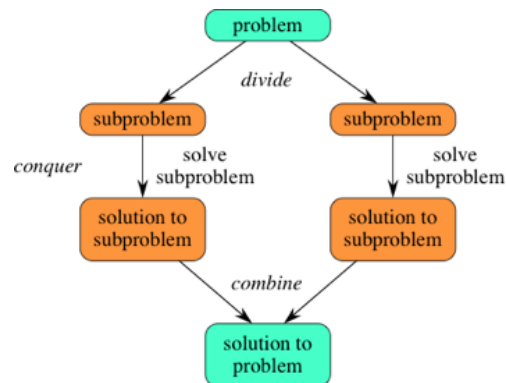 problem
divide
subproblem
subproblem
conquer
solve
subproblem
solve
subproblem
solution to
subproblem
solution to
subproblem
combine
solution to
problem